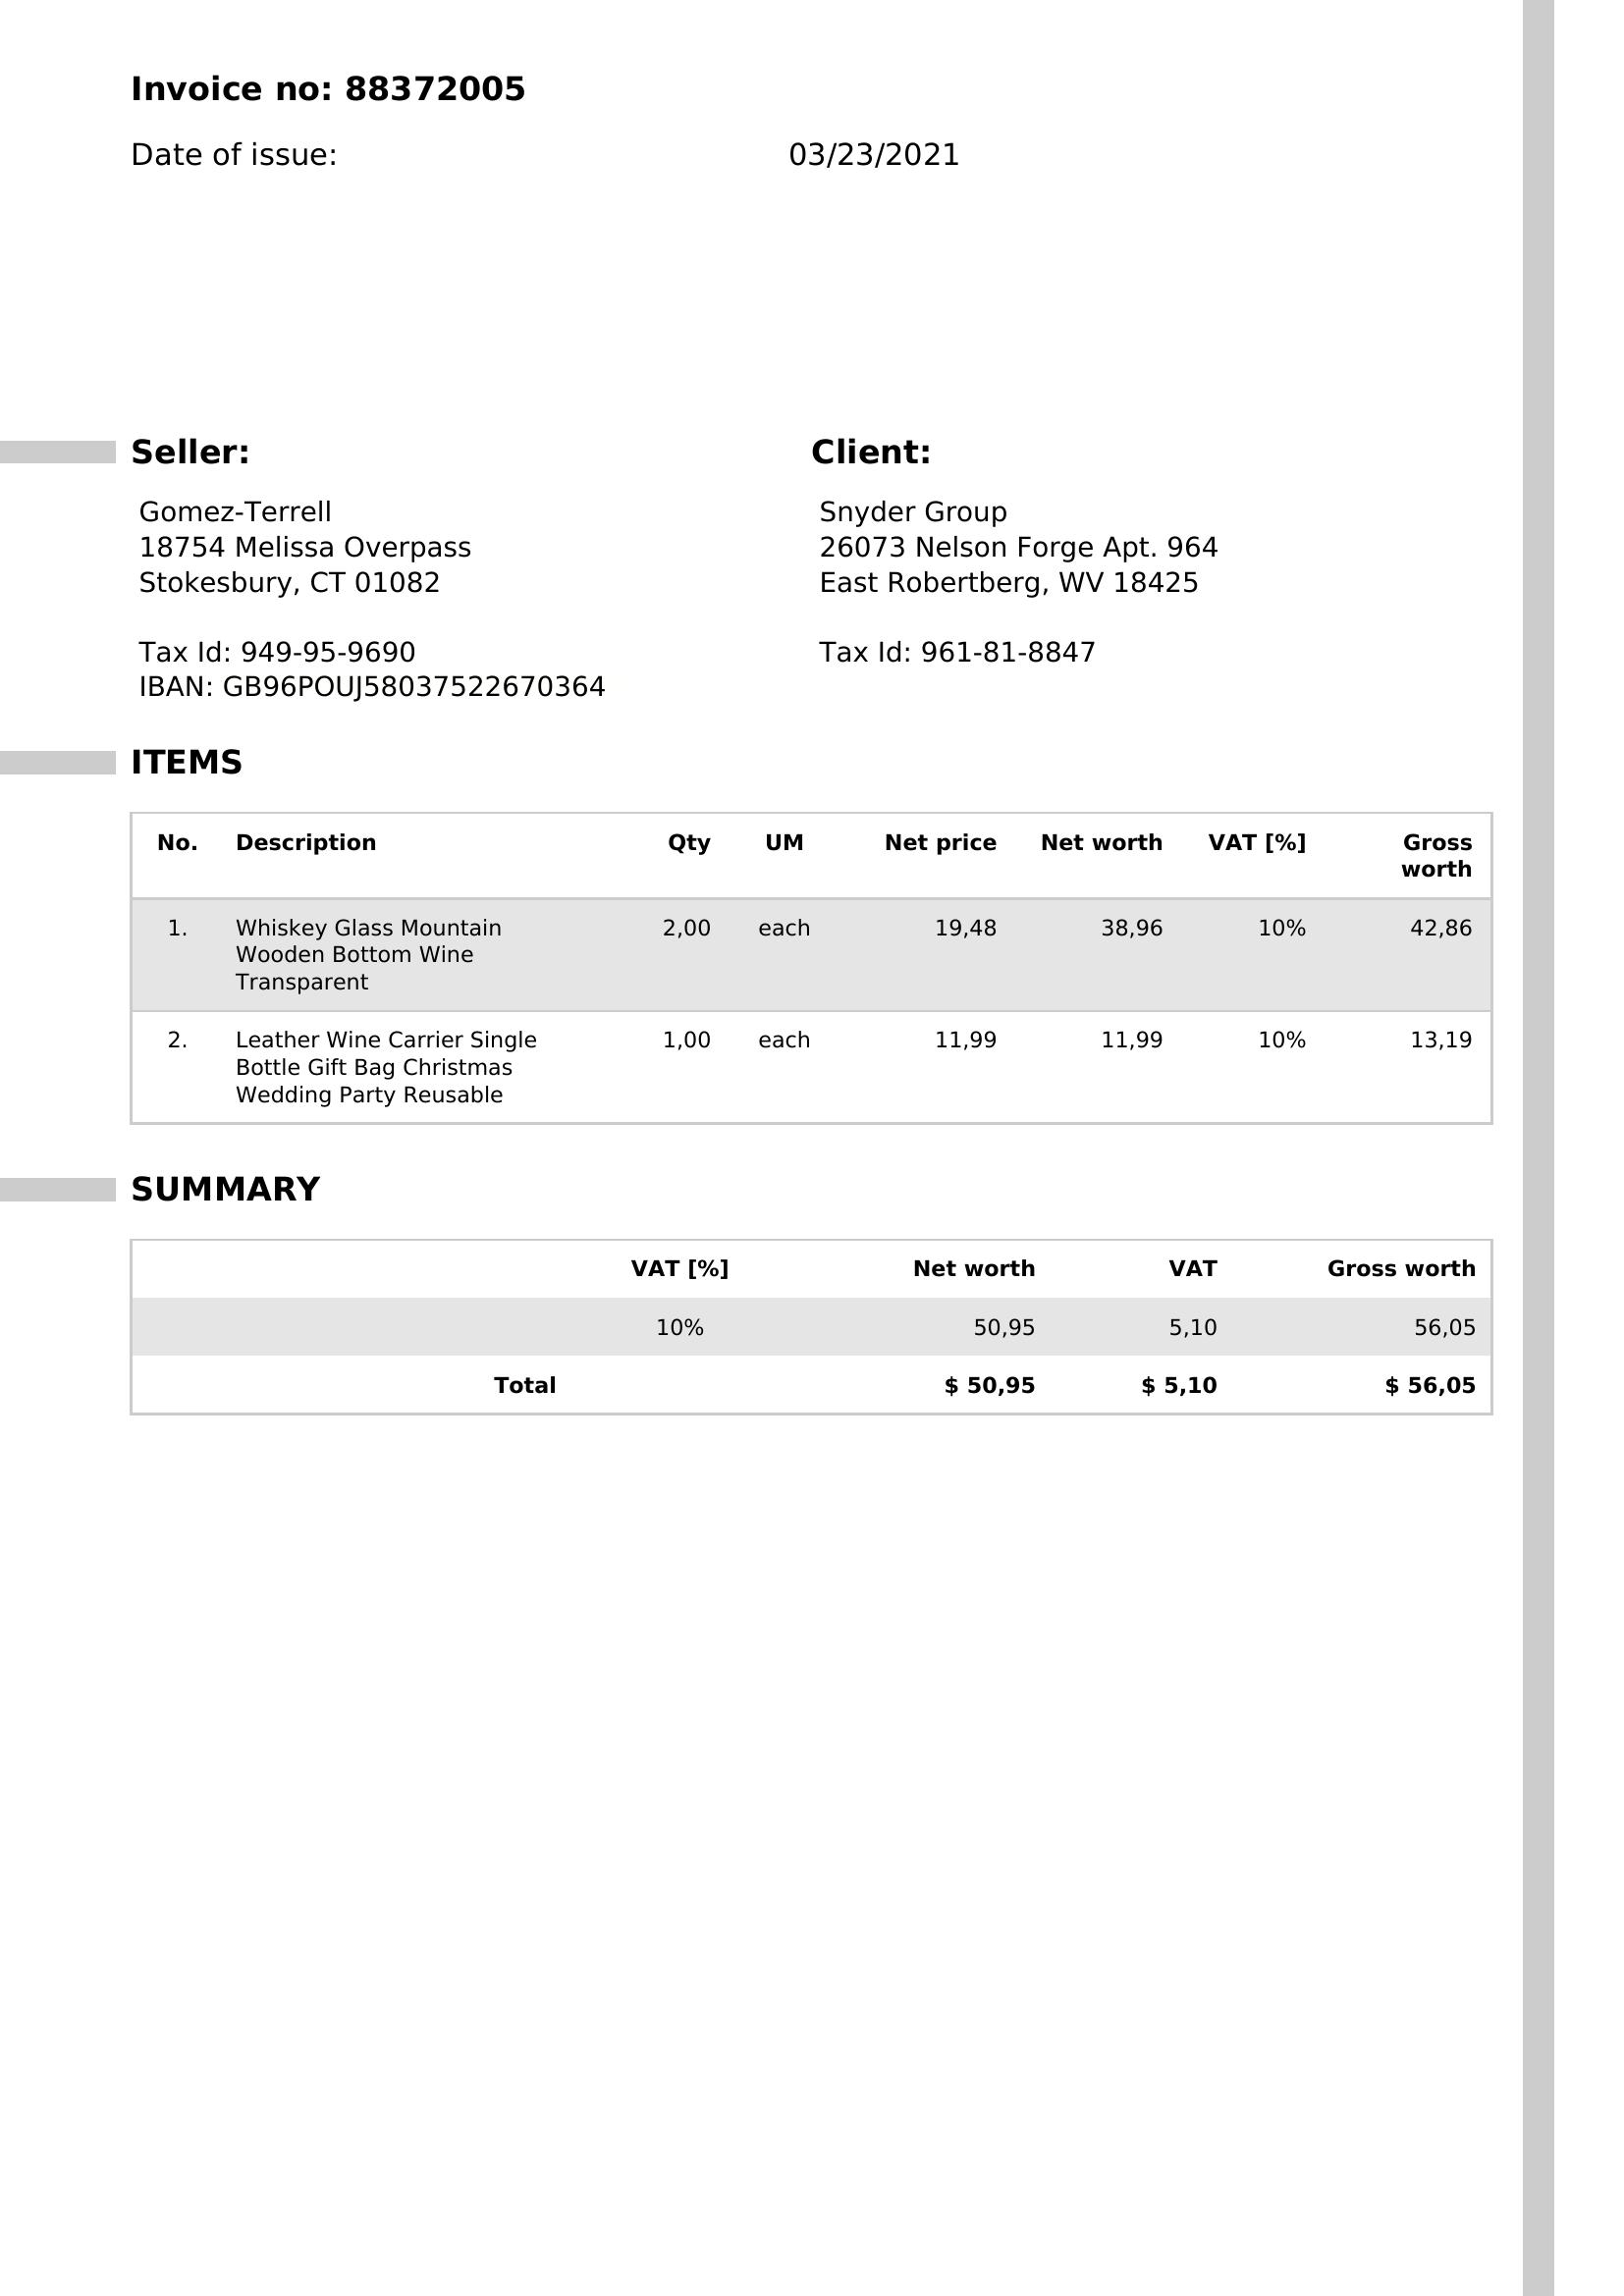 Invoice no: 88372005
Date of issue: 03/23/2021
Seller:
Gomez-Terrell
18754 Melissa Overpass
Stokesbury, CT 01082
Tax Id: 949-95-9690
IBAN: GB96POUJ58037522670364
Client:
Snyder Group
26073 Nelson Forge Apt. 964
East Robertberg, WV 18425
Tax Id: 961-81-8847
ITEMS
No. Description Qty UM Net price Net worth VAT [%] Gross
worth
1. Whiskey Glass Mountain 2,00 each 19,48 38,96 10% 42,86
Wooden Bottom Wine
Transparent
2. Leather Wine Carrier Single 1,00 each 11,99 11,99 10% 13,19
Bottle Gift Bag Christmas
Wedding Party Reusable
SUMMARY
VAT [%] Net worth VAT Gross worth
10% 50,95 5,10 56,05
Total $ 50,95 $ 5,10 $ 56,05